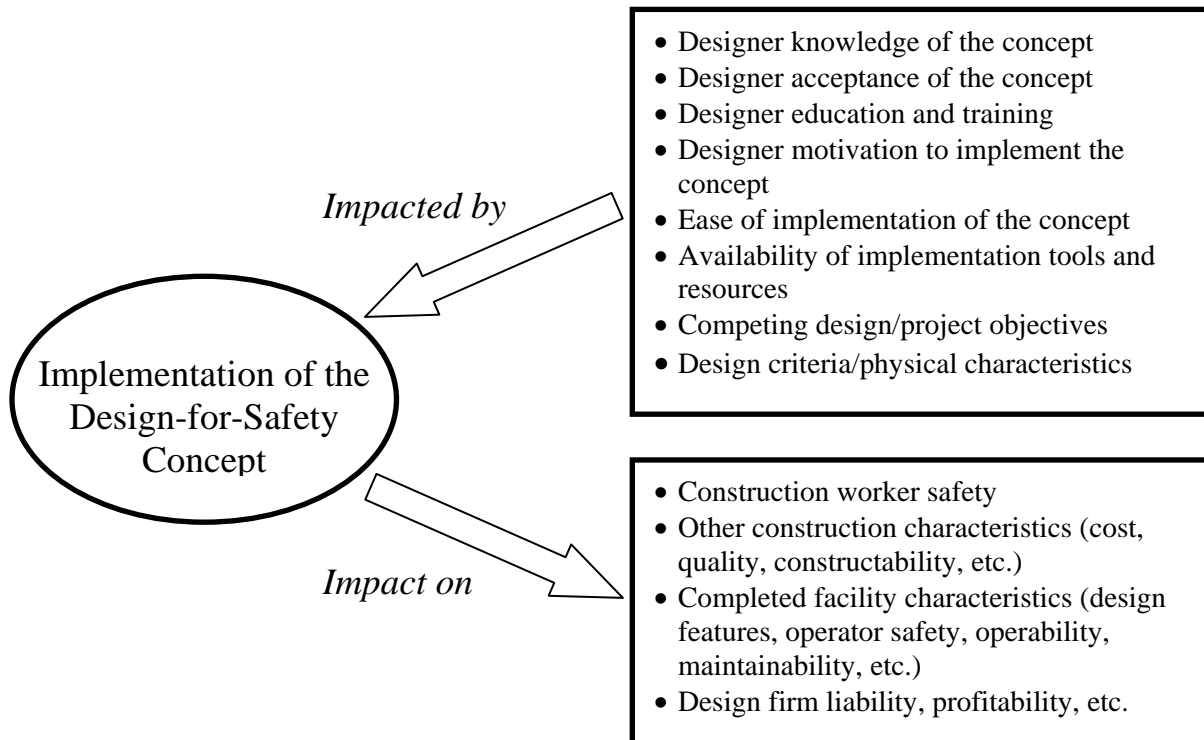 • Designer knowledge of the concept
• Designer acceptance of the concept
• Designer education and training
• Designer motivation to implement the
concept
• Ease of implementation of the concept
• Availability of implementation tools and
resources
• Competing design/project objectives
• Design criteria/physical characteristics
Impacted by
Implementation of the
Design-for-Safety
Concept
Impact on
• Construction worker safety
• Other construction characteristics (cost,
quality, constructability, etc.)
• Completed facility characteristics (design
features, operator safety, operability,
maintainability, etc.)
• Design firm liability, profitability, etc.